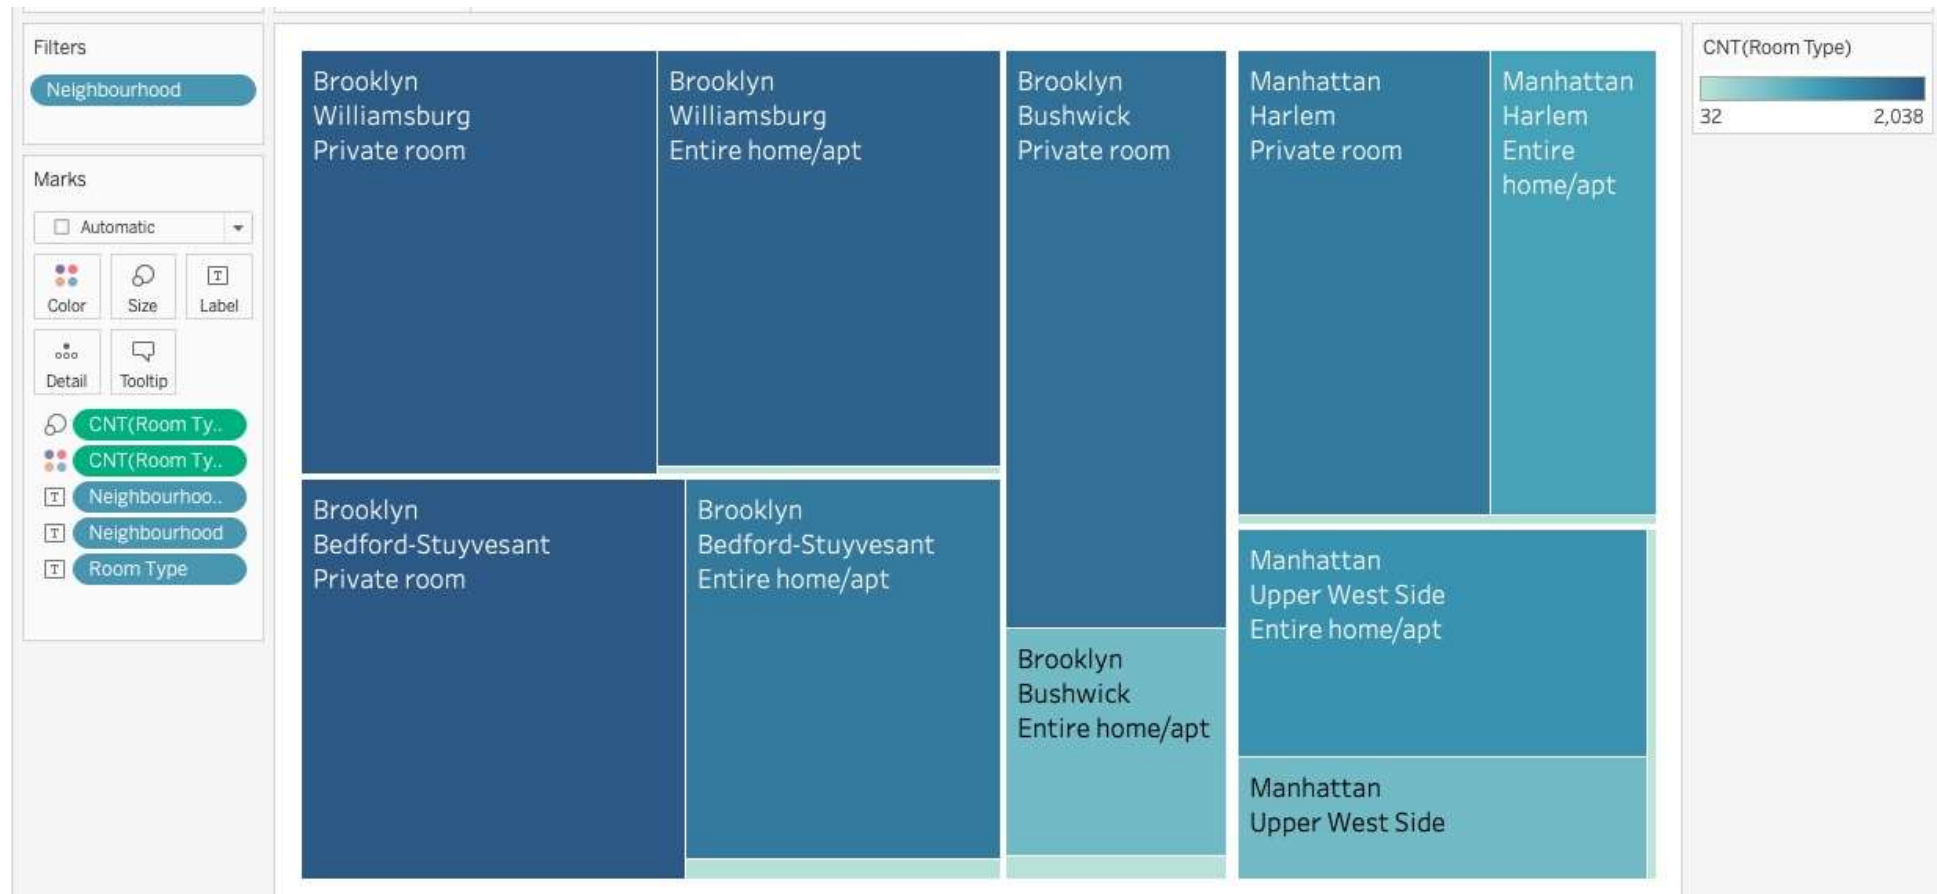 Filters
Neighbourhood
Marks
Automatic
Color
Size
Label
Detail
Tooltip
CNT(Room Ty..
CNT(Room Ty..
Neighbourhoo..
Neighbourhood
Room Type
Brooklyn
Williamsburg
Private room
Brooklyn
Williamsburg
Entire home/apt
Brooklyn
Bushwick
Private room
Manhattan
Harlem
Private room
Manhattan
Harlem
Entire
home/apt
Brooklyn
Bedford-Stuyvesant
Private room
Brooklyn
Bedford-Stuyvesant
Entire home/apt
Brooklyn
Bushwick
Entire home/apt
Manhattan
Upper West Side
Entire home/apt
Manhattan
Upper West Side
CNT(Room Type)
32 2,038